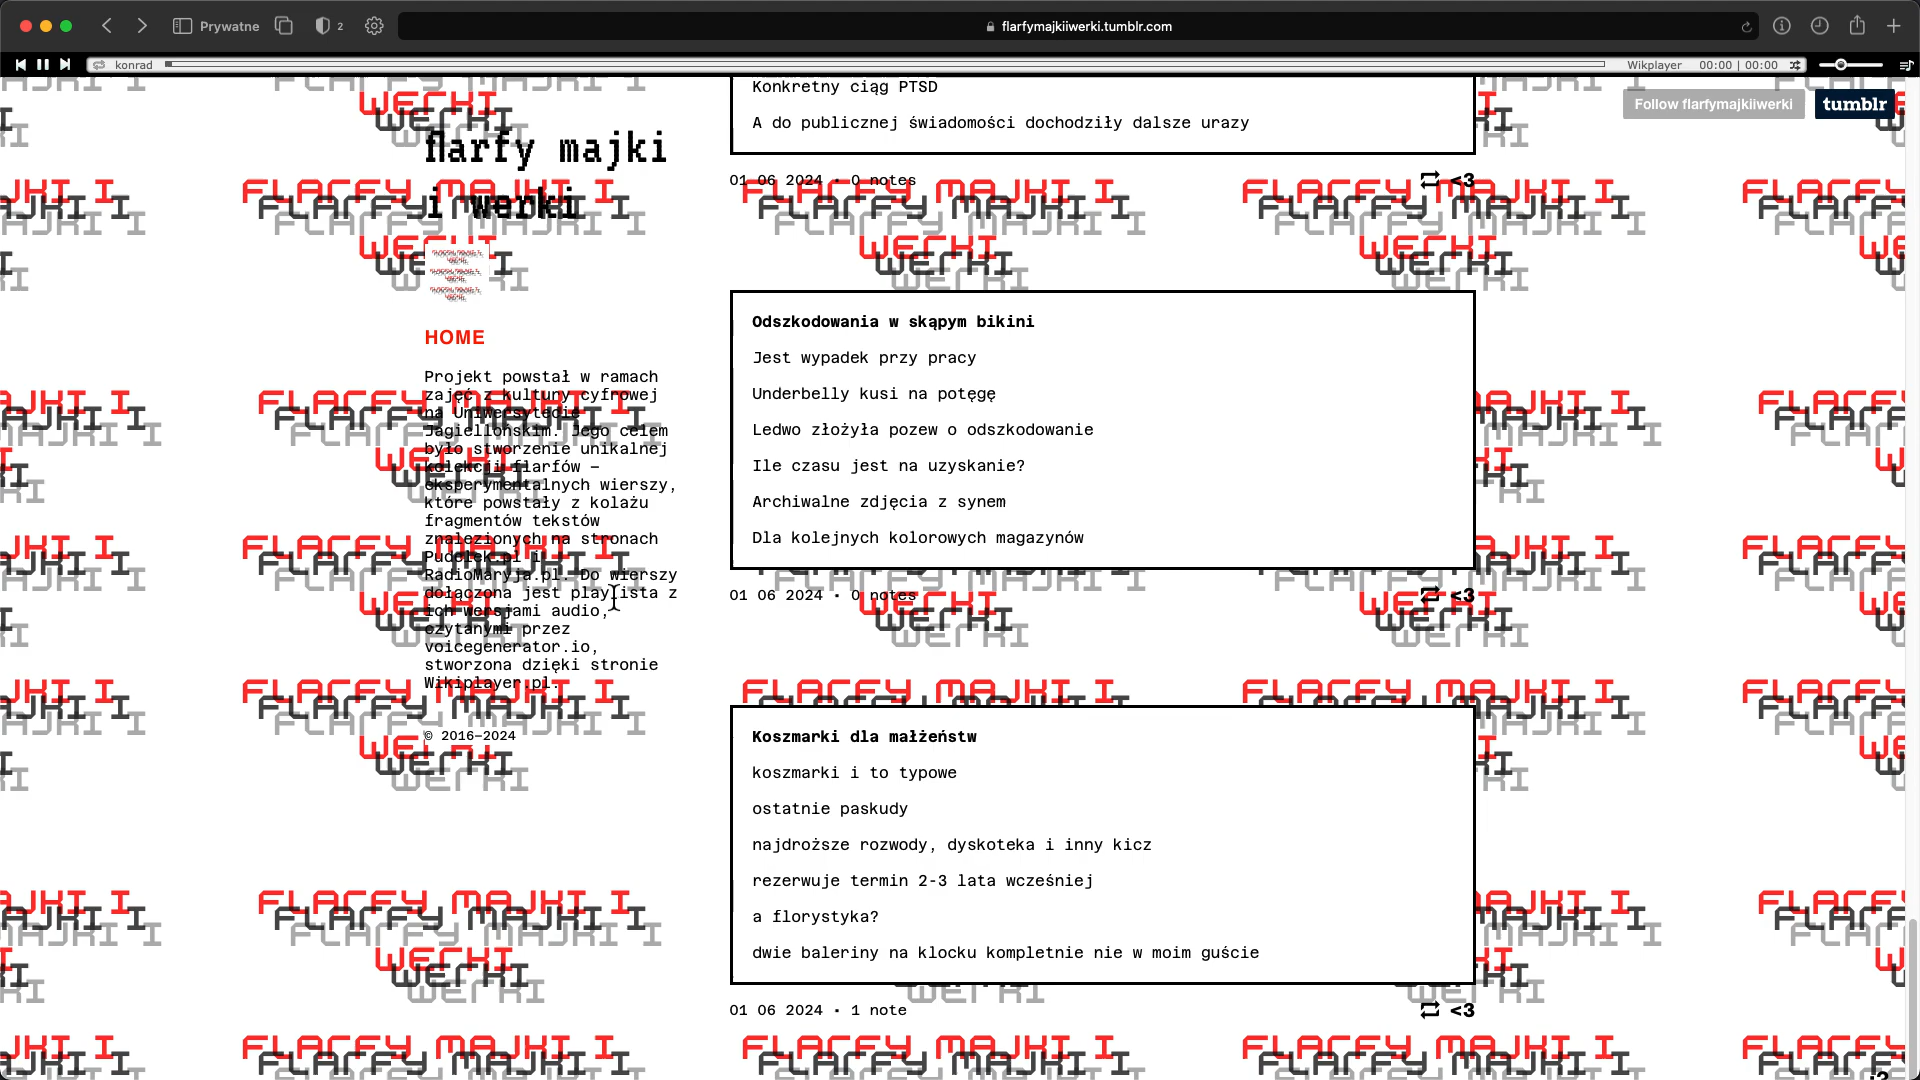 Prywatne
2
flarfymajkiiwerki.tumblr.com
konrad
Wikplayer 00:00 | 00:00
Follow flarfymajkiiwerki
tumblr
flarfy majki
i werki
HOME
Projekt powstał w ramach
zajęć z kultury cyfrowej
na Uniwersytecie
Jagiellońskim. Jego celem
było stworzenie unikalnej
kolekcji flarfów –
eksperymentalnych wierszy,
które powstały z kolażu
fragmentów tekstów
znalezionych na stronach
Pudelek.pl i
RadioMaryja.pl. Do wierszy
dołączona jest playlista z
ich wersjami audio,
czytanymi przez
voicegenerator.io,
stworzona dzięki stronie
Wikiplayer.pl.
© 2016–2024
Konkretny ciąg PTSD
A do publicznej świadomości dochodziły dalsze urazy
01 06 2024 • 0 notes
<3
Odszkodowania w skąpym bikini
Jest wypadek przy pracy
Underbelly kusi na potęgę
Ledwo złożyła pozew o odszkodowanie
Ile czasu jest na uzyskanie?
Archiwalne zdjęcia z synem
Dla kolejnych kolorowych magazynów
01 06 2024 • 0 notes
<3
Koszmarki dla małżeństw
koszmarki i to typowe
ostatnie paskudy
najdroższe rozwody, dyskoteka i inny kicz
rezerwuje termin 2-3 lata wcześniej
a florystyka?
dwie baleriny na klocku kompletnie nie w moim guście
01 06 2024 • 1 note
<3
FLARFY MAJKI I
WERKI